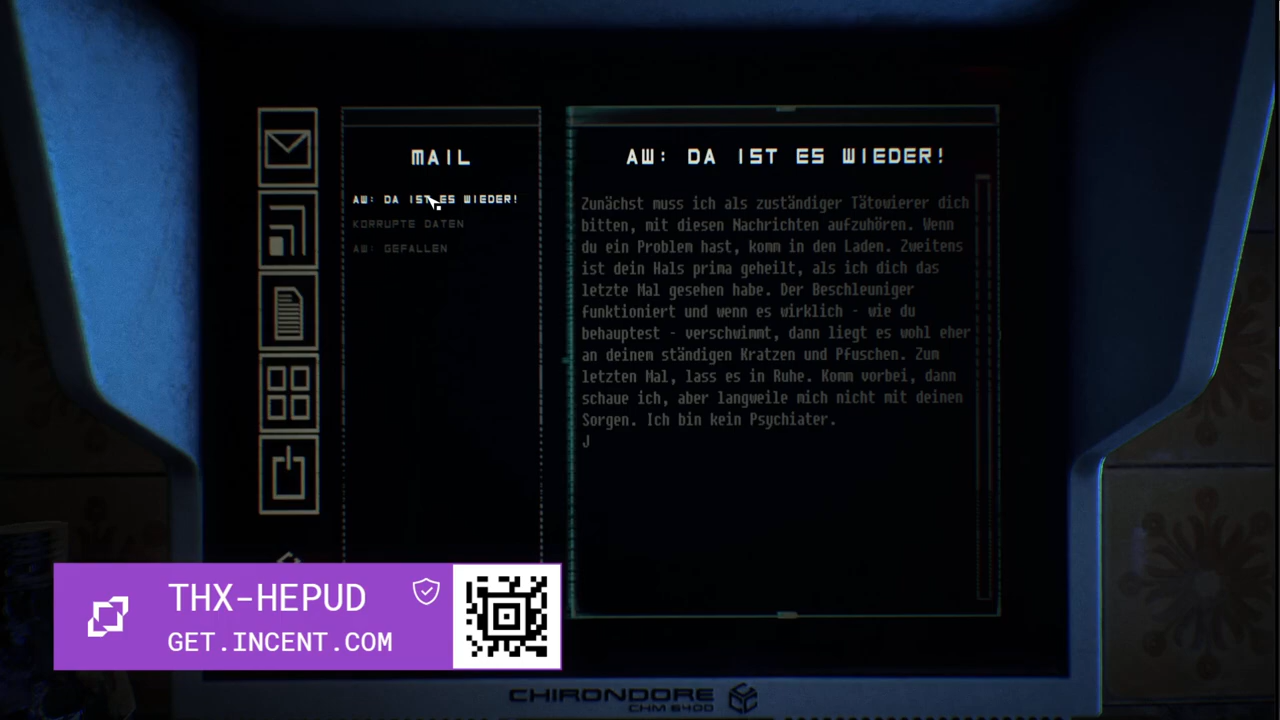 MAIL
AW: DA IST ES WIEDER!
KORRUPTE DATEN
AW: GEFALLEN
AW: DA IST ES WIEDER!
Zunächst muss ich als zuständiger Tätowierer dich
bitten, mit diesen Nachrichten aufzuhören. Wenn
du ein Problem hast, komm in den Laden. Zweitens
ist dein Hals prima geheilt, als ich dich das
letzte Mal gesehen habe. Der Beschleuniger
funktioniert und wenn es wirklich - wie du
behauptest - verschwimmt, dann liegt es wohl eher
an deinem ständigen Kratzen und Pfuschen. Zum
letzten Mal, lass es in Ruhe. Komm vorbei, dann
schaue ich, aber langweile mich nicht mit deinen
Sorgen. Ich bin kein Psychiater.
J
THX-HEPUD
GET.INCENT.COM
CHIRONDORE
CHM 6400